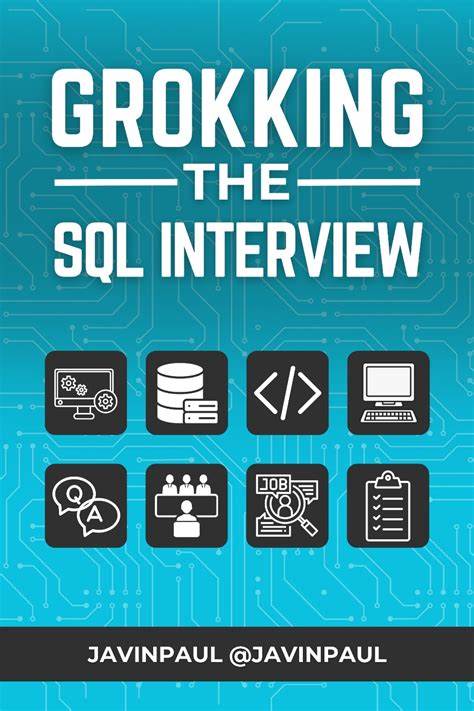 GROKKING
THE
SQL INTERVIEW
Q
A
JOB
JAVINPAUL @JAVINPAUL